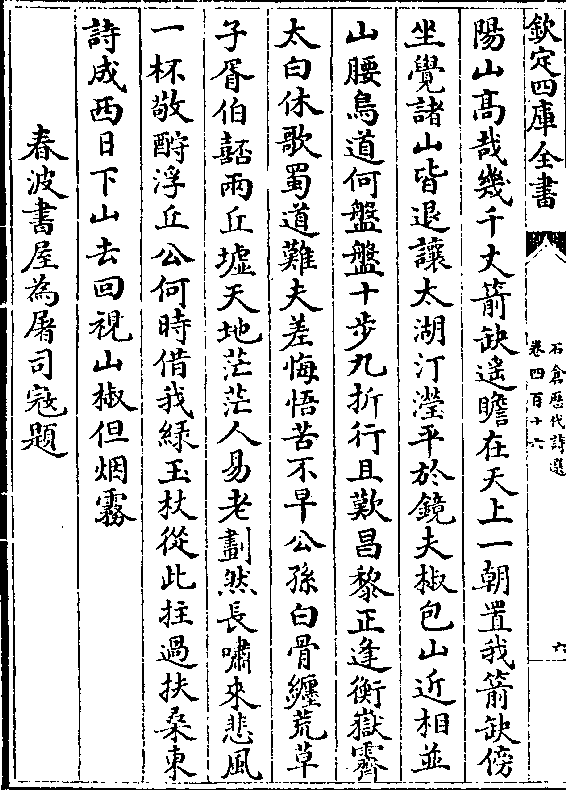 欽定四庫全書
石倉歴代詩選
卷四百十六
六
陽山髙哉幾千丈箭缺遙瞻在天上一朝置我箭缺傍
坐覺諸山皆退讓太湖汀瀅平於鏡夫椒包山近相並
山腰鳥道何盤盤十步九折行且歎昌黎正逢衡嶽霽
太白休歌蜀道難夫差悔悟苦不早公孫白骨纏荒草
子胥伯嚭兩丘墟天地茫茫人易老劃然長嘯來悲風
一杯敬酹浮丘公何時借我綠玉杖從此拄過扶桑東
詩成西日下山去回視山椒但烟霧
春波書屋為屠司宼題